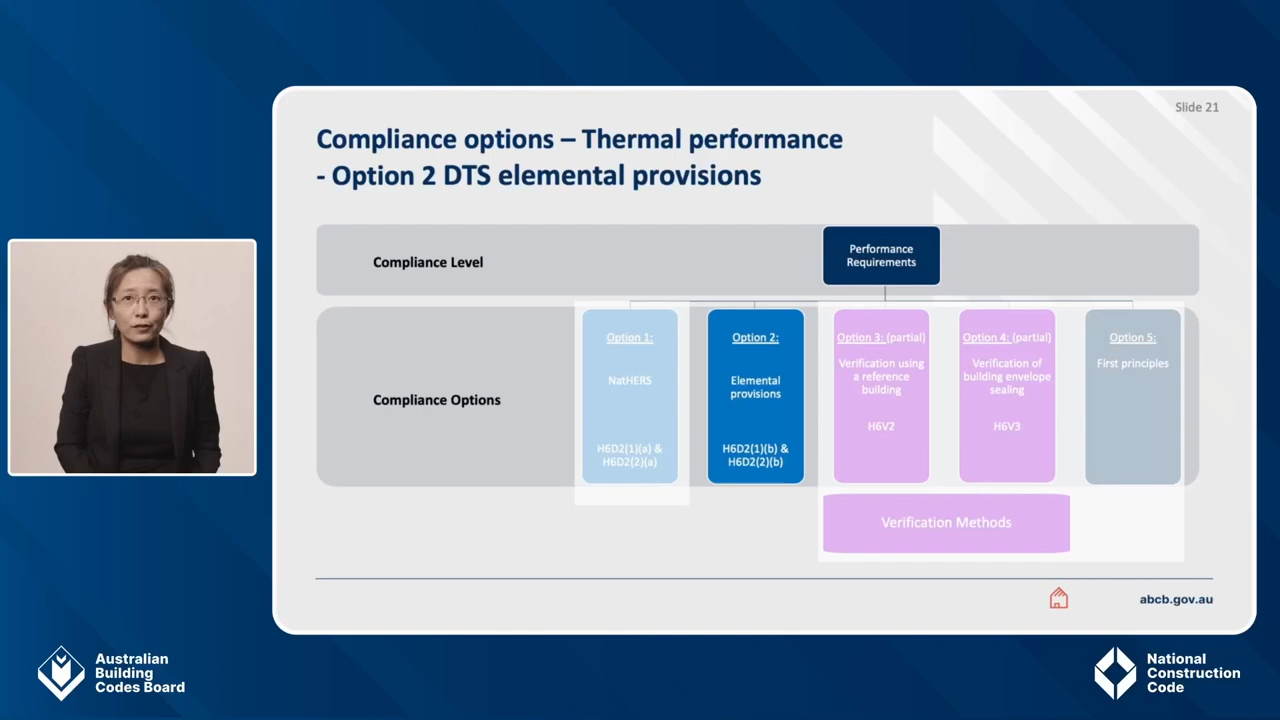 Slide 21
Compliance options – Thermal performance
- Option 2 DTS elemental provisions
Compliance Level
Performance
Requirements
Compliance Options
Option 1:
NatHERS
H6D2(1)(a) &
H6D2(2)(a)
Option 2:
Elemental
provisions
H6D2(1)(b) &
H6D2(2)(b)
Option 3: (partial)
Verification using
a reference
building
H6V2
Option 4: (partial)
Verification of
building envelope
sealing
H6V3
Option 5:
First principles
Verification Methods
abcb.gov.au
Australian
Building
Codes Board
National
Construction
Code